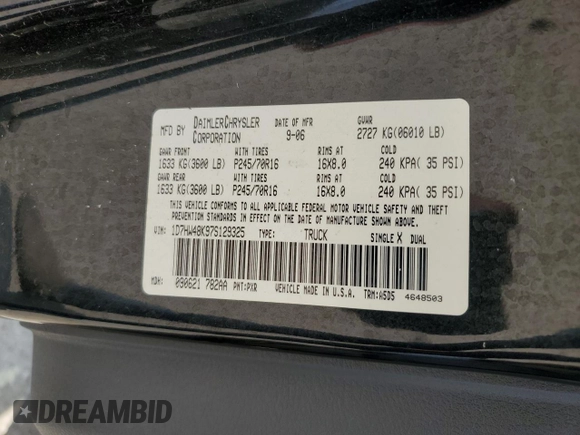 MFD BY DAIMLERCHRYSLER CORPORATION DATE OF MFR 9-06 GVWR 2727 KG(06010 LB)
GAWR FRONT WITH TIRES RIMS AT COLD
1633 KG(3600 LB) P245/70R16 16X8.0 240 KPA( 35 PSI)
GAWR REAR WITH TIRES RIMS AT COLD
1633 KG(3600 LB) P245/70R16 16X8.0 240 KPA( 35 PSI)
THIS VEHICLE CONFORMS TO ALL APPLICABLE FEDERAL MOTOR VEHICLE SAFETY AND THEFT
PREVENTION STANDARDS IN EFFECT ON THE DATE OF MANUFACTURE SHOWN ABOVE.
VIN: 1D7HW48K97S129325 TYPE: TRUCK SINGLE X DUAL
MDH: 090621 782AA PNT:PXR VEHICLE MADE IN U.S.A. TRM:A5D5 4648503
DREAMBID